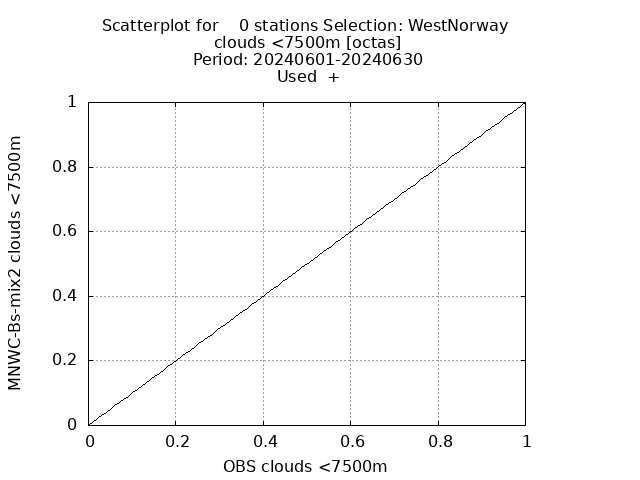 Scatterplot for    0 stations Selection: WestNorway
clouds <7500m [octas]
Period: 20240601-20240630
Used  +
1
0.8
0.6
0.4
0.2
0
MNWC-Bs-mix2 clouds <7500m
0 0.2 0.4 0.6 0.8 1
OBS clouds <7500m